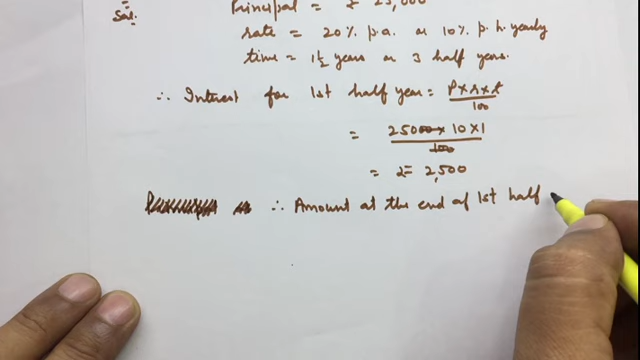 Sol. Principal = ₹ 25,000
rate = 20% p.a. or 10% p.h.yearly
time = 1½ years or 3 half years.
∴ Interest for 1st half year = P×r×t/100
= 25000 × 10 × 1/100
= ₹ 2,500
∴ Amount at the end of 1st half